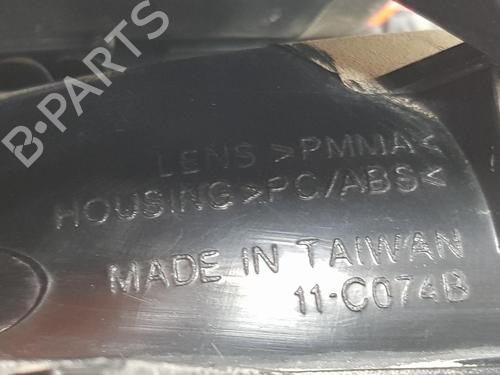 B-PARTS
LENS >PMMA<
HOUSING>PC/ABS<
MADE IN TAIWAN
11-C074B